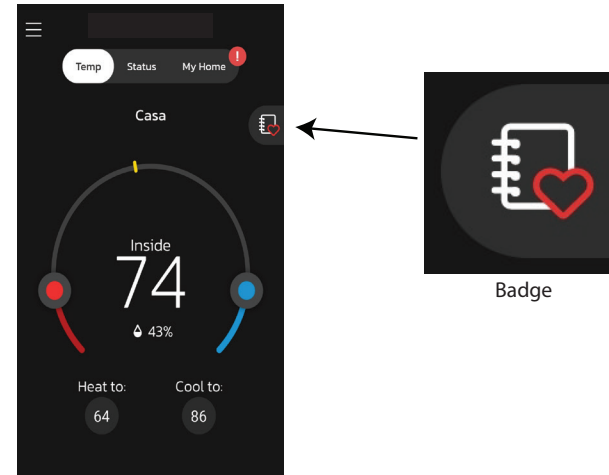 Temp Status My Home !
Casa
Inside
74
43%
Heat to: Cool to:
64 86
Badge